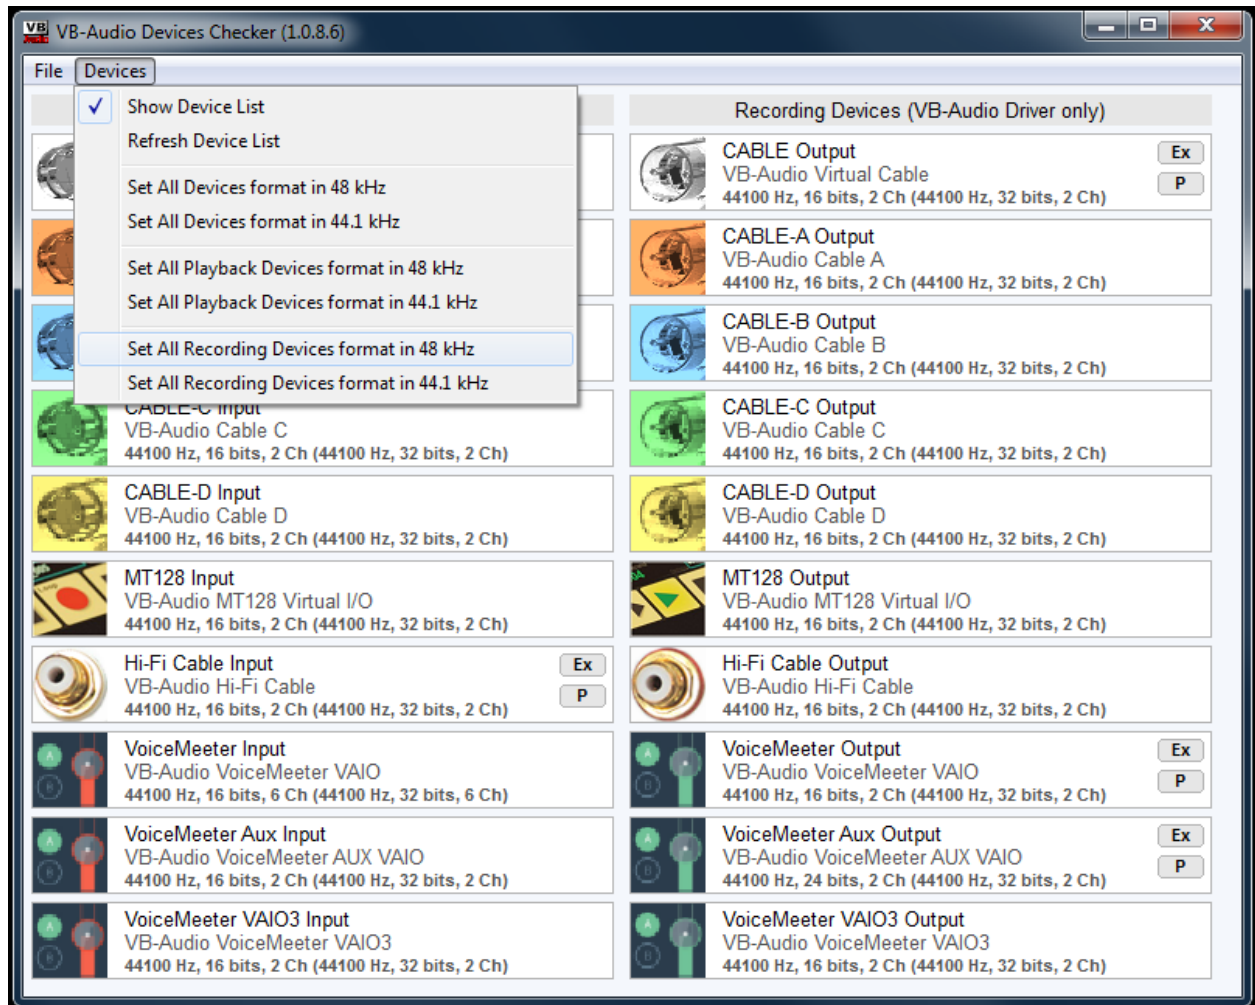 VB-Audio Devices Checker (1.0.8.6)
File Devices
Show Device List
Refresh Device List
Set All Devices format in 48 kHz
Set All Devices format in 44.1 kHz
Set All Playback Devices format in 48 kHz
Set All Playback Devices format in 44.1 kHz
Set All Recording Devices format in 48 kHz
Set All Recording Devices format in 44.1 kHz
CABLE-C Input
VB-Audio Cable C
44100 Hz, 16 bits, 2 Ch (44100 Hz, 32 bits, 2 Ch)
CABLE-D Input
VB-Audio Cable D
44100 Hz, 16 bits, 2 Ch (44100 Hz, 32 bits, 2 Ch)
MT128 Input
VB-Audio MT128 Virtual I/O
44100 Hz, 16 bits, 2 Ch (44100 Hz, 32 bits, 2 Ch)
Hi-Fi Cable Input Ex
VB-Audio Hi-Fi Cable P
44100 Hz, 16 bits, 2 Ch (44100 Hz, 32 bits, 2 Ch)
VoiceMeeter Input
VB-Audio VoiceMeeter VAIO
44100 Hz, 16 bits, 6 Ch (44100 Hz, 32 bits, 6 Ch)
VoiceMeeter Aux Input
VB-Audio VoiceMeeter AUX VAIO
44100 Hz, 16 bits, 2 Ch (44100 Hz, 32 bits, 2 Ch)
VoiceMeeter VAIO3 Input
VB-Audio VoiceMeeter VAIO3
44100 Hz, 16 bits, 2 Ch (44100 Hz, 32 bits, 2 Ch)
Recording Devices (VB-Audio Driver only)
CABLE Output Ex
VB-Audio Virtual Cable P
44100 Hz, 16 bits, 2 Ch (44100 Hz, 32 bits, 2 Ch)
CABLE-A Output
VB-Audio Cable A
44100 Hz, 16 bits, 2 Ch (44100 Hz, 32 bits, 2 Ch)
CABLE-B Output
VB-Audio Cable B
44100 Hz, 16 bits, 2 Ch (44100 Hz, 32 bits, 2 Ch)
CABLE-C Output
VB-Audio Cable C
44100 Hz, 16 bits, 2 Ch (44100 Hz, 32 bits, 2 Ch)
CABLE-D Output
VB-Audio Cable D
44100 Hz, 16 bits, 2 Ch (44100 Hz, 32 bits, 2 Ch)
MT128 Output
VB-Audio MT128 Virtual I/O
44100 Hz, 16 bits, 2 Ch (44100 Hz, 32 bits, 2 Ch)
Hi-Fi Cable Output
VB-Audio Hi-Fi Cable
44100 Hz, 16 bits, 2 Ch (44100 Hz, 32 bits, 2 Ch)
VoiceMeeter Output Ex
VB-Audio VoiceMeeter VAIO P
44100 Hz, 16 bits, 2 Ch (44100 Hz, 32 bits, 2 Ch)
VoiceMeeter Aux Output Ex
VB-Audio VoiceMeeter AUX VAIO P
44100 Hz, 24 bits, 2 Ch (44100 Hz, 32 bits, 2 Ch)
VoiceMeeter VAIO3 Output
VB-Audio VoiceMeeter VAIO3
44100 Hz, 16 bits, 2 Ch (44100 Hz, 32 bits, 2 Ch)